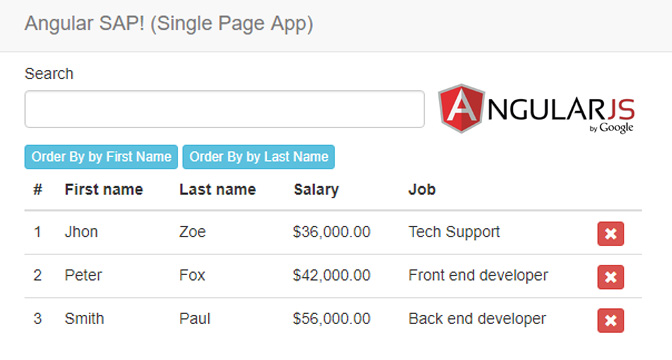 Angular SAP! (Single Page App)
Search
ANGULARJS
by Google
Order By by First Name Order By by Last Name
# First name Last name Salary Job
1 Jhon Zoe $36,000.00 Tech Support
2 Peter Fox $42,000.00 Front end developer
3 Smith Paul $56,000.00 Back end developer